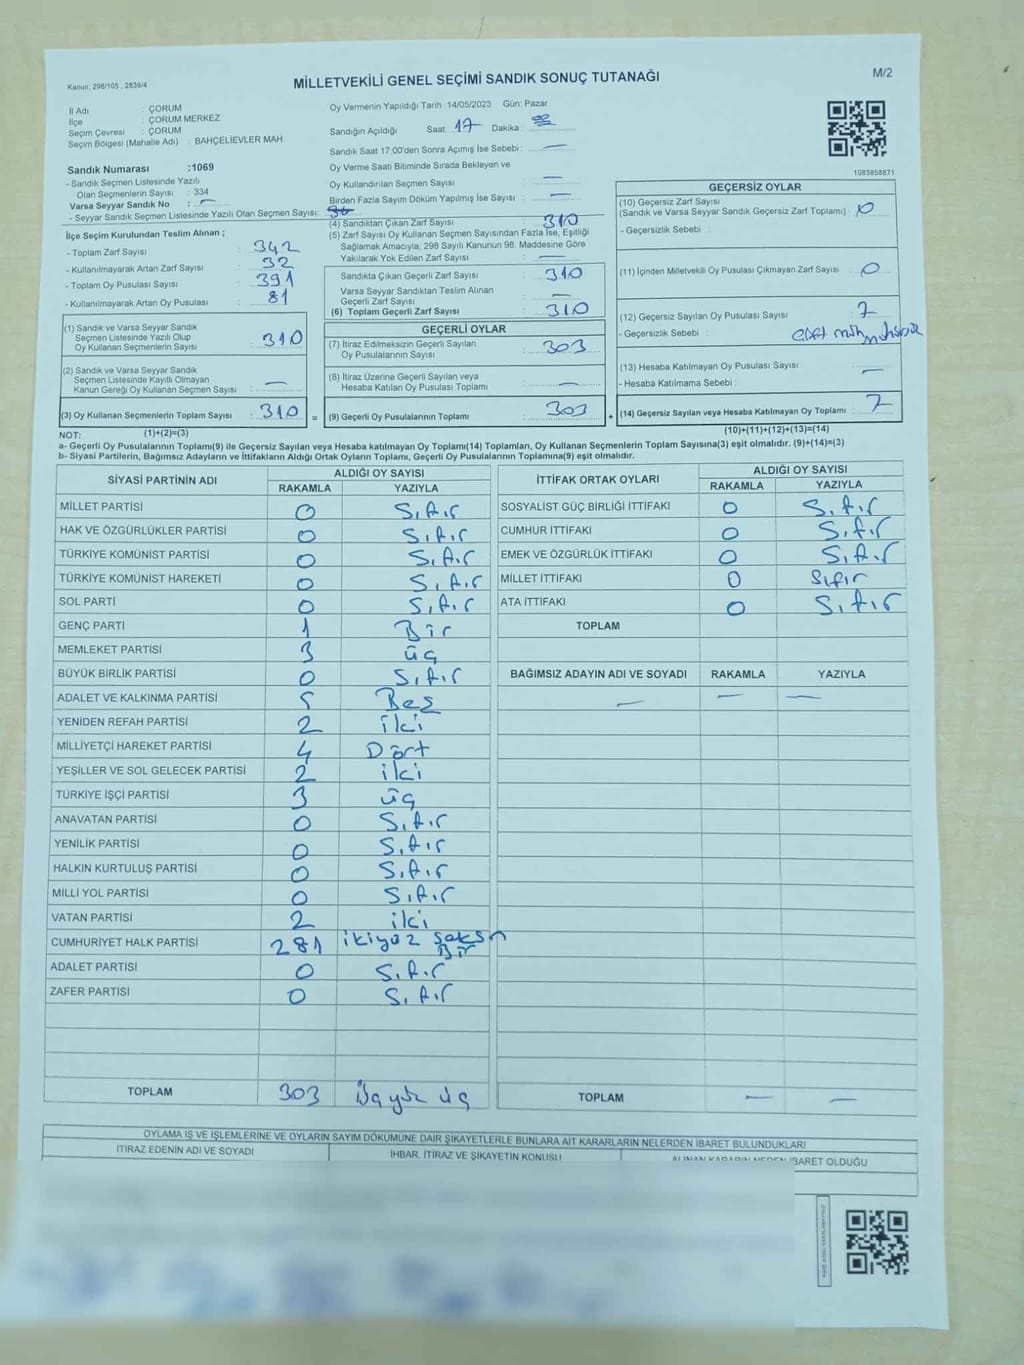 Kanun; 298/105 , 2839/4
MİLLETVEKİLİ GENEL SEÇİMİ SANDIK SONUÇ TUTANAĞI
M/2
İl Adı : ÇORUM
İlçe : ÇORUM MERKEZ
Seçim Çevresi : ÇORUM
Seçim Bölgesi (Mahalle Adı) : BAHÇELİEVLER MAH.
Sandık Numarası :1069
- Sandık Seçmen Listesinde Yazılı
Olan Seçmenlerin Sayısı : 334
Varsa Seyyar Sandık No : —
- Seyyar Sandık Seçmen Listesinde Yazılı Olan Seçmen Sayısı:
İlçe Seçim Kurulundan Teslim Alınan ;
- Toplam Zarf Sayısı : 342
- Kullanılmayarak Artan Zarf Sayısı : 32
- Toplam Oy Pusulası Sayısı : 391
- Kullanılmayarak Artan Oy Pusulası : 81
(1) Sandık ve Varsa Seyyar Sandık
Seçmen Listesinde Yazılı Olup
Oy Kullanan Seçmenlerin Sayısı : 310
(2) Sandık ve Varsa Seyyar Sandık
Seçmen Listesinde Kayıtlı Olmayan
Kanun Gereği Oy Kullanan Seçmen Sayısı : —
(3) Oy Kullanan Seçmenlerin Toplam Sayısı : 310 =
(1)+(2)=(3)
Oy Vermenin Yapıldığı Tarih :14/05/2023 Gün: Pazar
Sandığın Açıldığı Saat : 17 Dakika :
Sandık Saat 17:00'den Sonra Açımış İse Sebebi : —
Oy Verme Saati Bitiminde Sırada Bekleyen ve
Oy Kullandırılan Seçmen Sayısı : —
Birden Fazla Sayım Döküm Yapılmış İse Sayısı : —
(4) Sandıktan Çıkan Zarf Sayısı : 310
(5) Zarf Sayısı Oy Kullanan Seçmen Sayısından Fazla İse, Eşitliği
Sağlamak Amacıyla, 298 Sayılı Kanunun 98. Maddesine Göre
Yakılarak Yok Edilen Zarf Sayısı : —
Sandıkta Çıkan Geçerli Zarf Sayısı : 310
Varsa Seyyar Sandıktan Teslim Alınan
Geçerli Zarf Sayısı : —
(6) Toplam Geçerli Zarf Sayısı : 310
GEÇERLİ OYLAR
(7) İtiraz Edilmeksizin Geçerli Sayılan
Oy Pusulalarının Sayısı : 303
(8) İtiraz Üzerine Geçerli Sayılan veya
Hesaba Katılan Oy Pusulası Toplamı : —
(9) Geçerli Oy Pusulalarının Toplamı : 303 +
1083858871
GEÇERSİZ OYLAR
(10) Geçersiz Zarf Sayısı
(Sandık ve Varsa Seyyar Sandık Geçersiz Zarf Toplamı) : 0
- Geçersizlik Sebebi :
(11) İçinden Milletvekili Oy Pusulası Çıkmayan Zarf Sayısı : 0
(12) Geçersiz Sayılan Oy Pusulası Sayısı : 7
- Geçersizlik Sebebi :
(13) Hesaba Katılmayan Oy Pusulası Sayısı : —
- Hesaba Katılmama Sebebi :
(14) Geçersiz Sayılan veya Hesaba Katılmayan Oy Toplamı : 7
(10)+(11)+(12)+(13)=(14)
NOT:
a- Geçerli Oy Pusulalarının Toplamı(9) ile Geçersiz Sayılan veya Hesaba katılmayan Oy Toplamı(14) Toplamları, Oy Kullanan Seçmenlerin Toplam Sayısına(3) eşit olmalıdır. (9)+(14)=(3)
b- Siyasi Partilerin, Bağımsız Adayların ve İttifakların Aldığı Ortak Oyların Toplamı, Geçerli Oy Pusulalarının Toplamına(9) eşit olmalıdır.
SİYASİ PARTİNİN ADI ALDIĞI OY SAYISI
RAKAMLA YAZIYLA
MİLLET PARTİSİ 0 Sıfır
HAK VE ÖZGÜRLÜKLER PARTİSİ 0 Sıfır
TÜRKİYE KOMÜNİST PARTİSİ 0 Sıfır
TÜRKİYE KOMÜNİST HAREKETİ 0 Sıfır
SOL PARTİ 0 Sıfır
GENÇ PARTİ 1 Bir
MEMLEKET PARTİSİ 3 üç
BÜYÜK BİRLİK PARTİSİ 0 Sıfır
ADALET VE KALKINMA PARTİSİ 5 Beş
YENİDEN REFAH PARTİSİ 2 iki
MİLLİYETÇİ HAREKET PARTİSİ 4 Dört
YEŞİLLER VE SOL GELECEK PARTİSİ 2 iki
TÜRKİYE İŞÇİ PARTİSİ 3 üç
ANAVATAN PARTİSİ 0 Sıfır
YENİLİK PARTİSİ 0 Sıfır
HALKIN KURTULUŞ PARTİSİ 0 Sıfır
MİLLİ YOL PARTİSİ 0 Sıfır
VATAN PARTİSİ 2 iki
CUMHURİYET HALK PARTİSİ 281 ikiyüz seksn Bir
ADALET PARTİSİ 0 Sıfır
ZAFER PARTİSİ 0 Sıfır
TOPLAM 303 Üçyüz üç
İTTİFAK ORTAK OYLARI ALDIĞI OY SAYISI
RAKAMLA YAZIYLA
SOSYALİST GÜÇ BİRLİĞİ İTTİFAKI 0 Sıfır
CUMHUR İTTİFAKI 0 Sıfır
EMEK VE ÖZGÜRLÜK İTTİFAKI 0 Sıfır
MİLLET İTTİFAKI 0 Sıfır
ATA İTTİFAKI 0 Sıfır
TOPLAM
BAĞIMSIZ ADAYIN ADI VE SOYADI RAKAMLA YAZIYLA
— — —
TOPLAM — —
OYLAMA İŞ VE İŞLEMLERİNE VE OYLARIN SAYIM DÖKÜMÜNE DAİR ŞİKAYETLERLE BUNLARA AİT KARARLARIN NELERDEN İBARET BULUNDUKLARI
İTİRAZ EDENİN ADI VE SOYADI İHBAR, İTİRAZ VE ŞİKAYETİN KONUSU ALINAN KARARIN NEDEN İBARET OLDUĞU